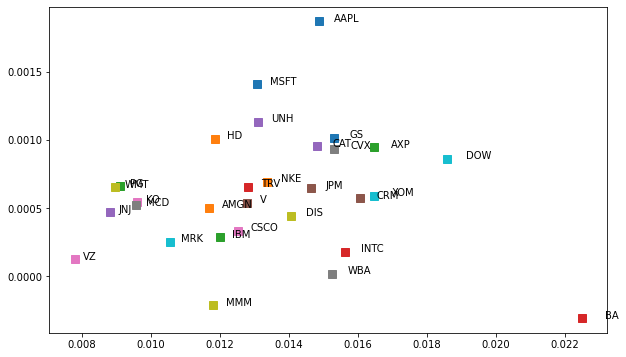 AAPL
0.0015
MSFT
UNH
0.0010
HD
GS
CAT
CVX
AXP
DOW
PG
WMT
TRV
NKE
JPM
0.0005
KO
MCD
V
CRM
XOM
JNJ
AMGN
DIS
CSCO
MRK
IBM
INTC
VZ
WBA
0.0000
MMM
BA
0.008 0.010 0.012 0.014 0.016 0.018 0.020 0.022